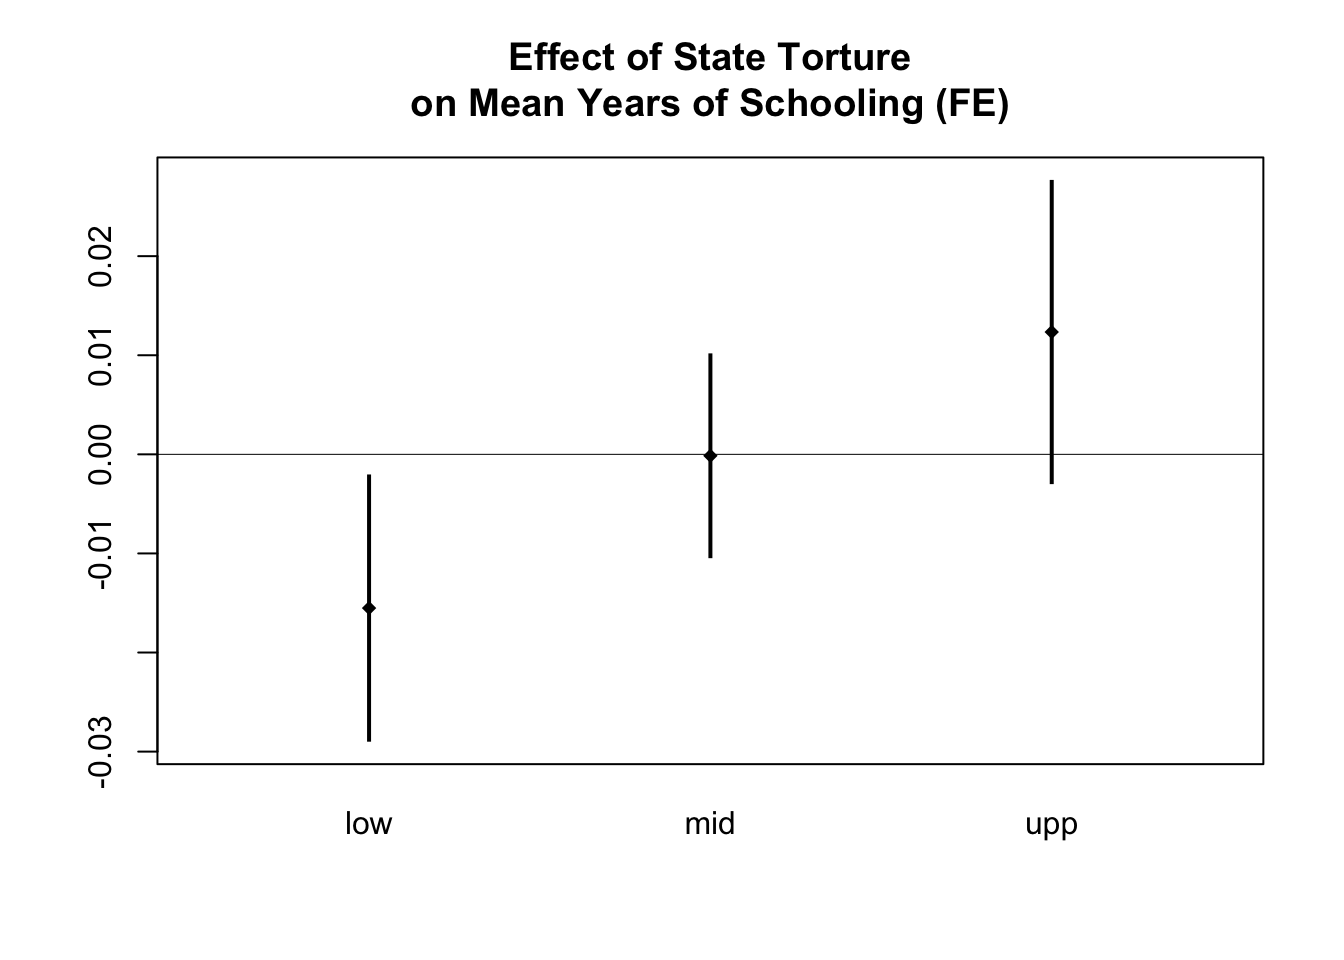 Effect of State Torture
on Mean Years of Schooling (FE)
0.02
0.01
0.00
-0.01
-0.03
low mid upp